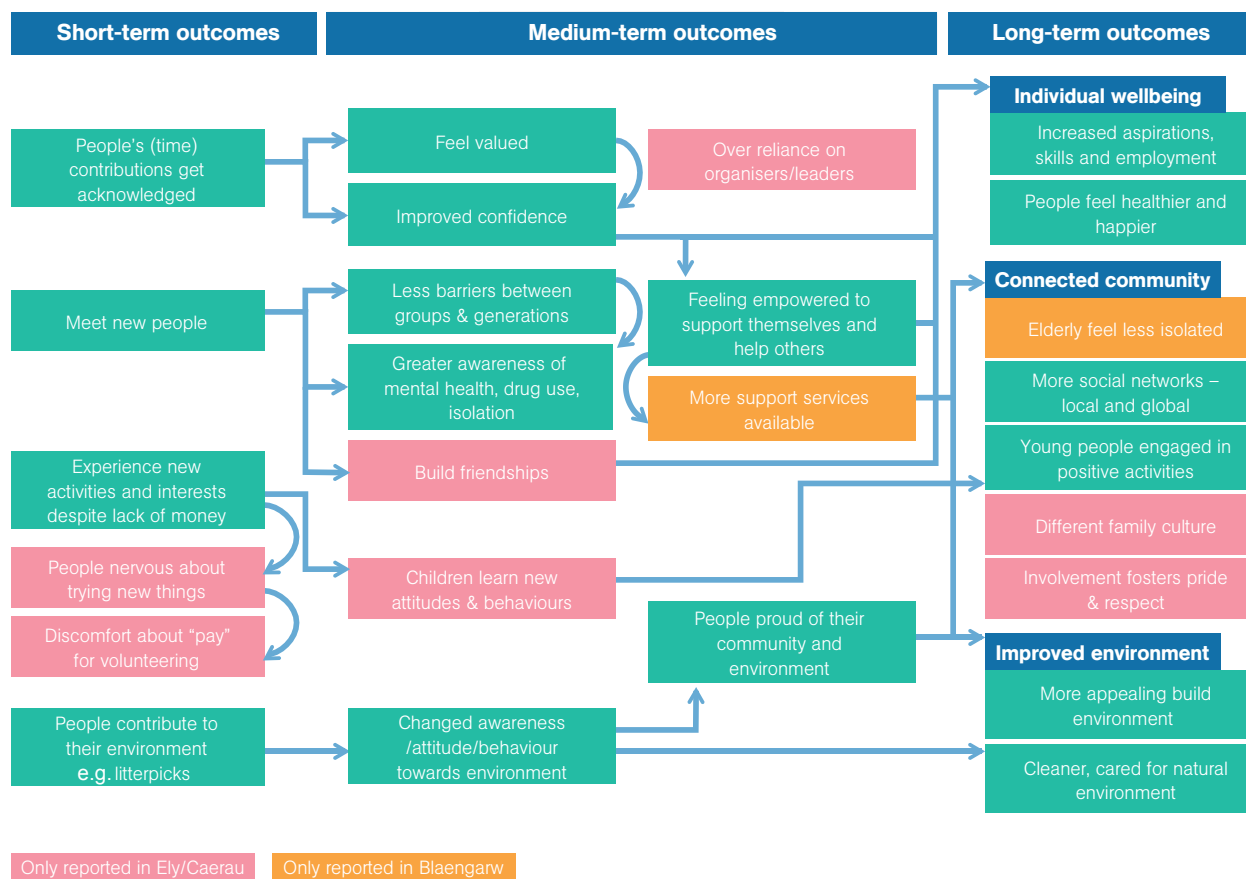 Short-term outcomes
Medium-term outcomes
Long-term outcomes
People's (time)
contributions get
acknowledged
Meet new people
Experience new
activities and interests
despite lack of money
People nervous about
trying new things
Discomfort about “pay”
for volunteering
People contribute to
their environment
e.g. litterpicks
Feel valued
Improved confidence
Less barriers between
groups & generations
Greater awareness of
mental health, drug use,
isolation
Build friendships
Children learn new
attitudes & behaviours
Changed awareness
/attitude/behaviour
towards environment
Over reliance on
organisers/leaders
Feeling empowered to
support themselves and
help others
More support services
available
People proud of their
community and
environment
Individual wellbeing
Increased aspirations,
skills and employment
People feel healthier and
happier
Connected community
Elderly feel less isolated
More social networks –
local and global
Young people engaged in
positive activities
Different family culture
Involvement fosters pride
& respect
Improved environment
More appealing build
environment
Cleaner, cared for natural
environment
Only reported in Ely/Caerau
Only reported in Blaengarw